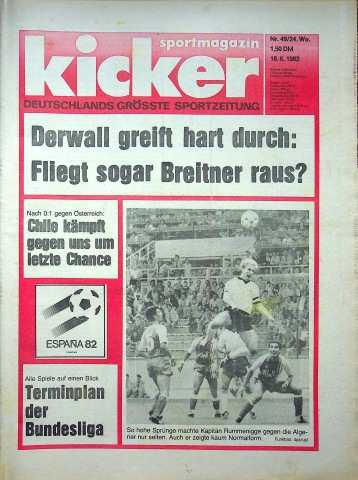 sportmagazin
kicker
DEUTSCHLANDS GRÖSSTE SPORTZEITUNG
Nr. 49/24. Wo.
1,50 DM
18. 6. 1982
Derwall greift hart durch:
Fliegt sogar Breitner raus?
Nach 0:1 gegen Österreich:
Chile kämpft
gegen uns um
letzte Chance
ESPAÑA 82
Alle Spiele auf einen Blick
Terminplan
der
Bundesliga
So hohe Sprünge machte Kapitän Rummenigge gegen die Alge-
rier nur selten. Auch er zeigte kaum Normalform.